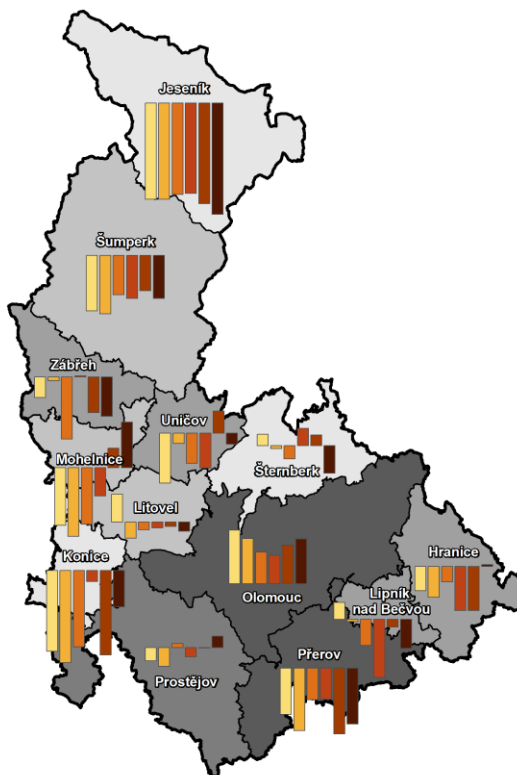 Jeseník
Šumperk
Zábřeh
Uničov
Mohelnice
Šternberk
Litovel
Konice
Hranice
Olomouc
Lipník
nad Bečvou
Přerov
Prostějov